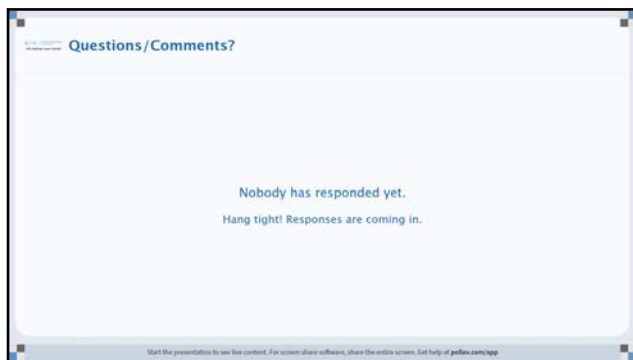 Questions/Comments?
Nobody has responded yet.
Hang tight! Responses are coming in.
Start the presentation to see live content. For screen share software, share the entire screen. Get help at pollev.com/app